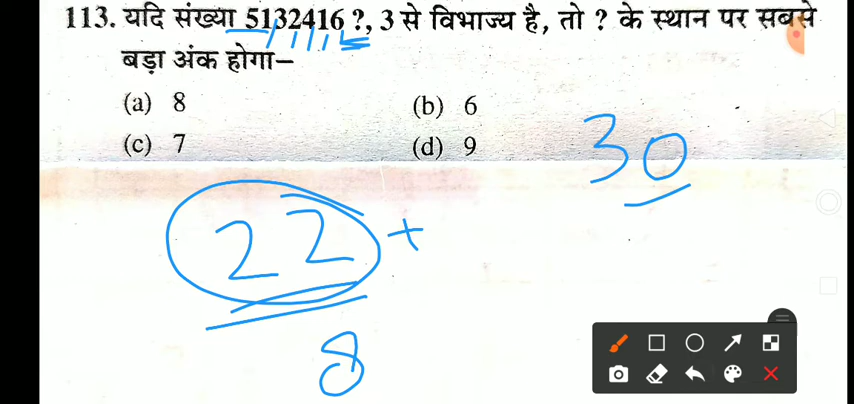 113. यदि संख्या 5132416 ?, 3 से विभाज्य है, तो ? के स्थान पर सबसे
बड़ा अंक होगा–
(a) 8
(b) 6
(c) 7
(d) 9
30
22 +
8